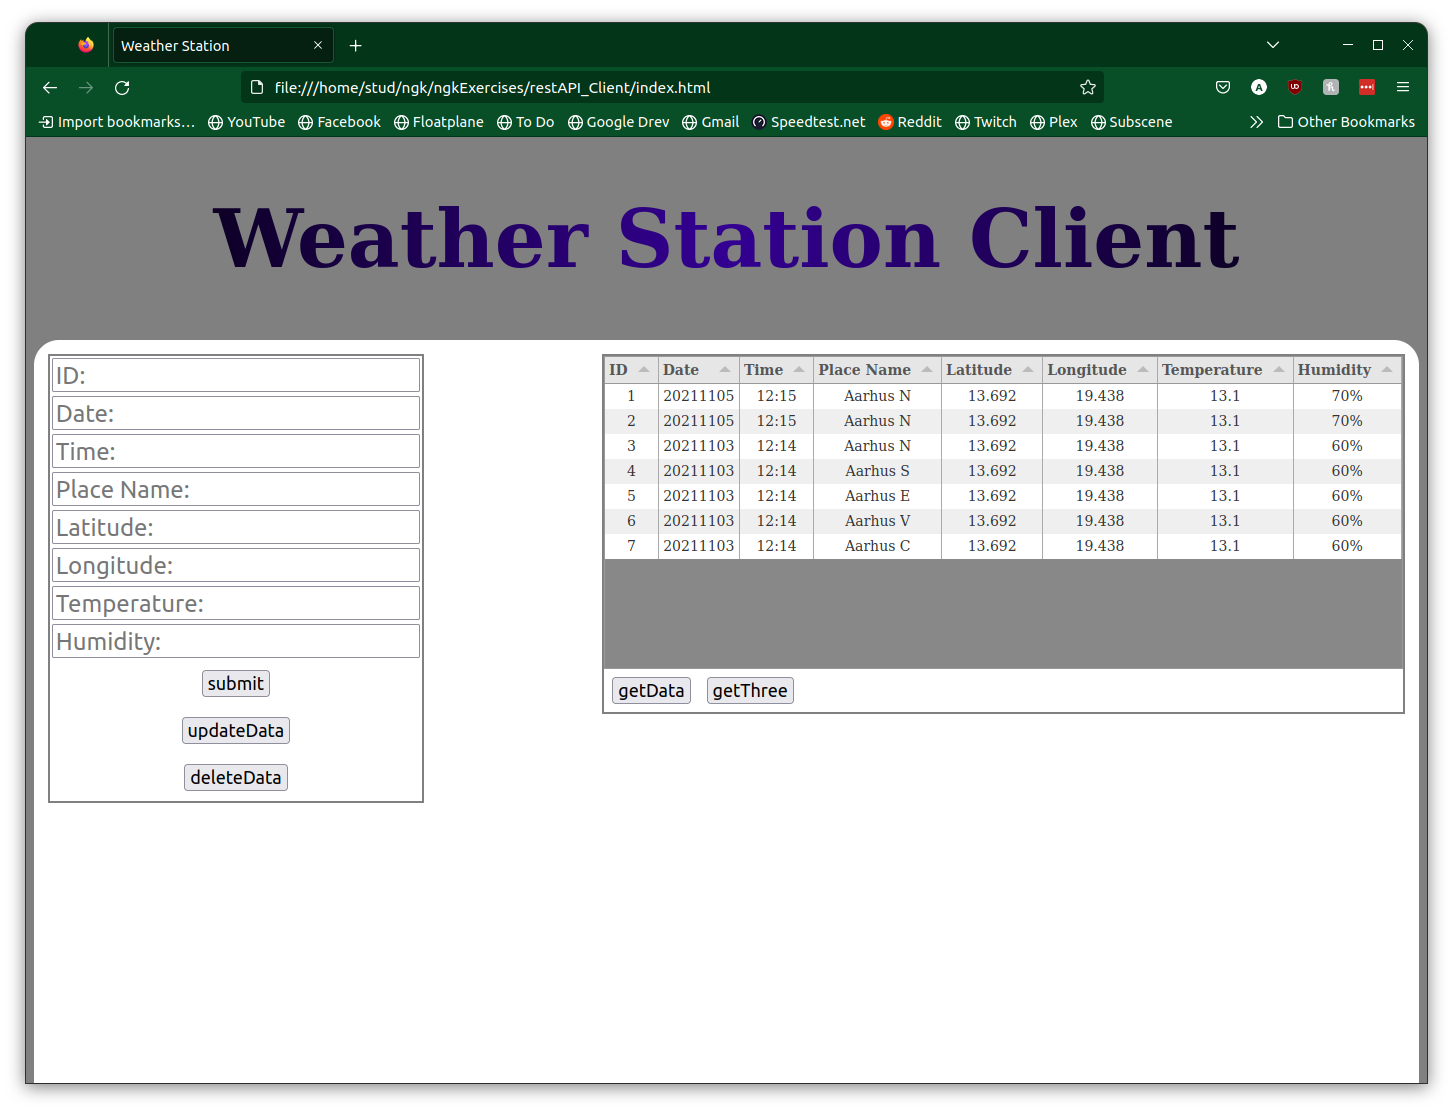 Weather Station
file:///home/stud/ngk/ngkExercises/restAPI_Client/index.html
Import bookmarks... YouTube Facebook Floatplane To Do Google Drev Gmail Speedtest.net Reddit Twitch Plex Subscene Other Bookmarks
Weather Station Client
ID:
Date:
Time:
Place Name:
Latitude:
Longitude:
Temperature:
Humidity:
submit
updateData
deleteData
ID Date Time Place Name Latitude Longitude Temperature Humidity
1 20211105 12:15 Aarhus N 13.692 19.438 13.1 70%
2 20211105 12:15 Aarhus N 13.692 19.438 13.1 70%
3 20211103 12:14 Aarhus N 13.692 19.438 13.1 60%
4 20211103 12:14 Aarhus S 13.692 19.438 13.1 60%
5 20211103 12:14 Aarhus E 13.692 19.438 13.1 60%
6 20211103 12:14 Aarhus V 13.692 19.438 13.1 60%
7 20211103 12:14 Aarhus C 13.692 19.438 13.1 60%
getData getThree